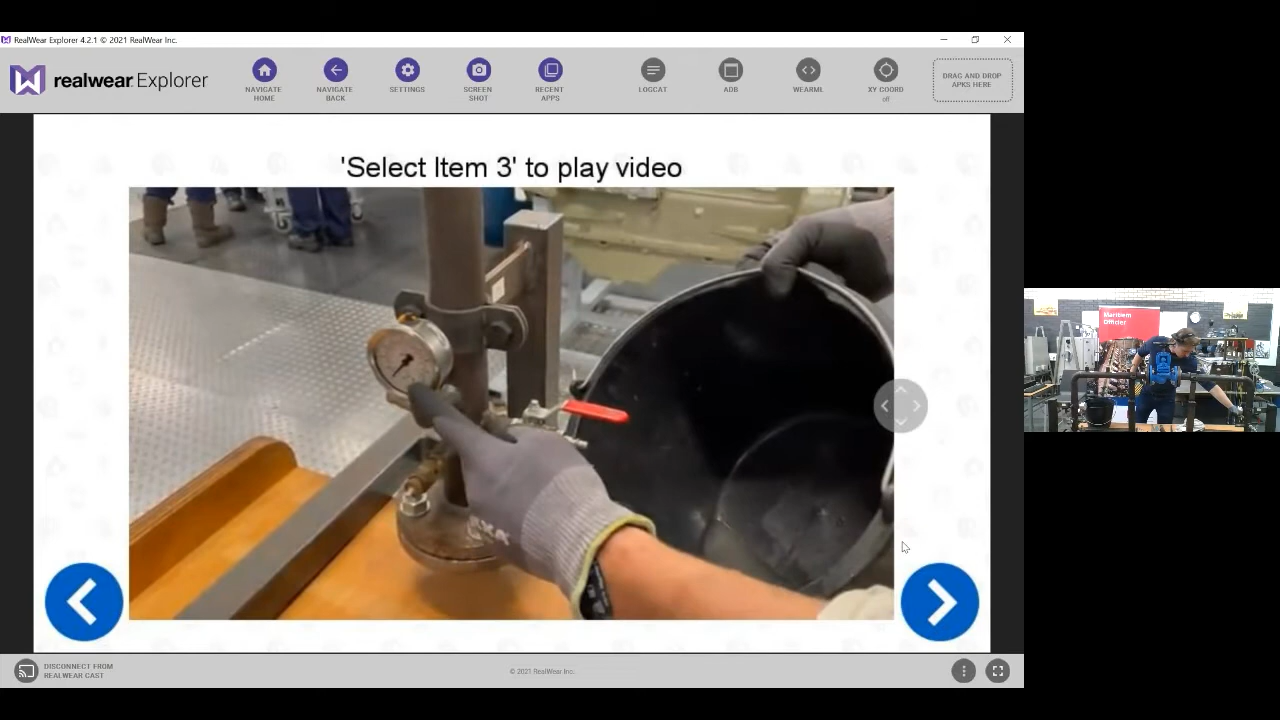 RealWear Explorer 4.2.1 © 2021 RealWear Inc.
realwear Explorer
NAVIGATE
HOME
NAVIGATE
BACK
SETTINGS
SCREEN
SHOT
RECENT
APPS
LOGCAT
ADB
WEARML
XY COORD
off
DRAG AND DROP
APKS HERE
'Select Item 3' to play video
Maritiem
Officier
DISCONNECT FROM
REALWEAR CAST
© 2021 RealWear Inc.